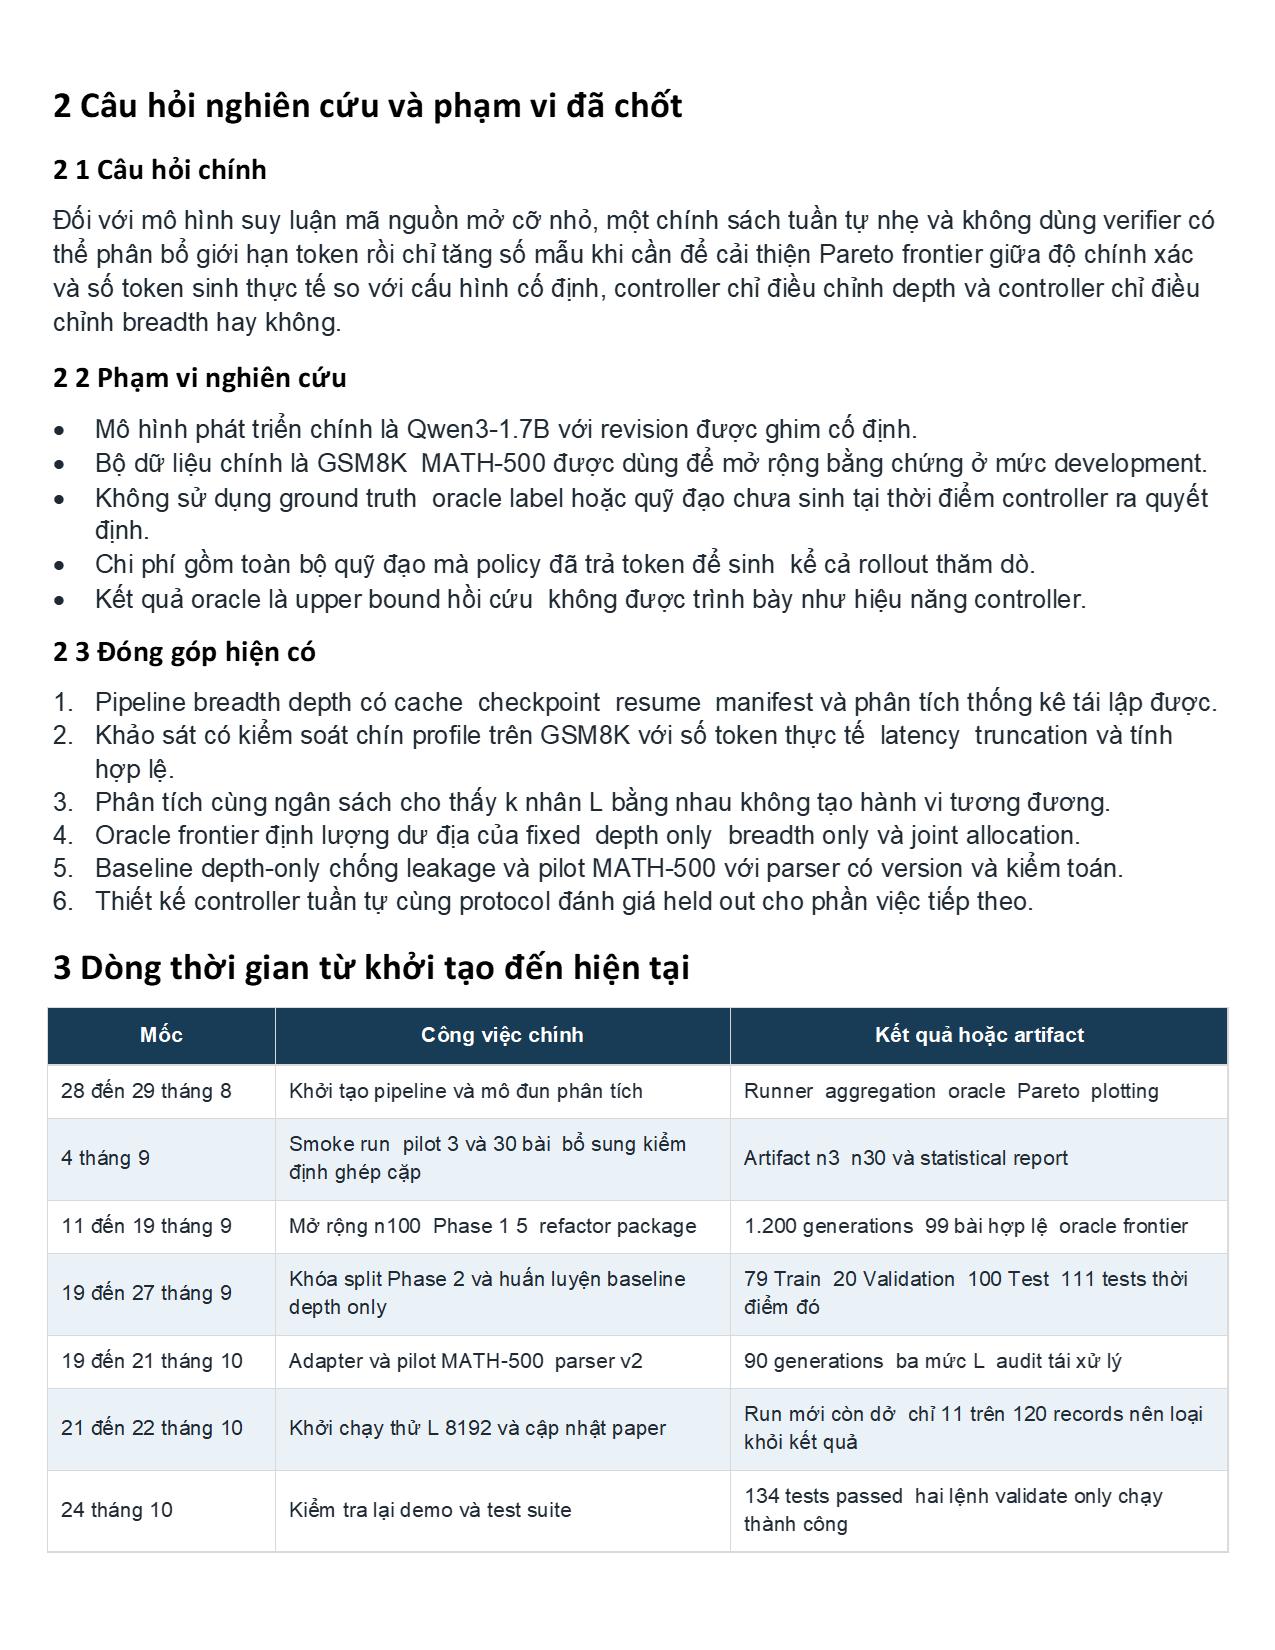 2 Câu hỏi nghiên cứu và phạm vi đã chốt
2 1 Câu hỏi chính
Đối với mô hình suy luận mã nguồn mở cỡ nhỏ, một chính sách tuần tự nhẹ và không dùng verifier có
thể phân bổ giới hạn token rồi chỉ tăng số mẫu khi cần để cải thiện Pareto frontier giữa độ chính xác
và số token sinh thực tế so với cấu hình cố định, controller chỉ điều chỉnh depth và controller chỉ điều
chỉnh breadth hay không.
2 2 Phạm vi nghiên cứu
• Mô hình phát triển chính là Qwen3-1.7B với revision được ghim cố định.
• Bộ dữ liệu chính là GSM8K  MATH-500 được dùng để mở rộng bằng chứng ở mức development.
• Không sử dụng ground truth  oracle label hoặc quỹ đạo chưa sinh tại thời điểm controller ra quyết
định.
• Chi phí gồm toàn bộ quỹ đạo mà policy đã trả token để sinh  kể cả rollout thăm dò.
• Kết quả oracle là upper bound hồi cứu  không được trình bày như hiệu năng controller.
2 3 Đóng góp hiện có
1. Pipeline breadth depth có cache  checkpoint  resume  manifest và phân tích thống kê tái lập được.
2. Khảo sát có kiểm soát chín profile trên GSM8K với số token thực tế  latency  truncation và tính
hợp lệ.
3. Phân tích cùng ngân sách cho thấy k nhân L bằng nhau không tạo hành vi tương đương.
4. Oracle frontier định lượng dư địa của fixed  depth only  breadth only và joint allocation.
5. Baseline depth-only chống leakage và pilot MATH-500 với parser có version và kiểm toán.
6. Thiết kế controller tuần tự cùng protocol đánh giá held out cho phần việc tiếp theo.
3 Dòng thời gian từ khởi tạo đến hiện tại
Mốc Công việc chính Kết quả hoặc artifact
28 đến 29 tháng 8 Khởi tạo pipeline và mô đun phân tích Runner  aggregation  oracle  Pareto  plotting
4 tháng 9 Smoke run  pilot 3 và 30 bài  bổ sung kiểm
định ghép cặp Artifact n3  n30 và statistical report
11 đến 19 tháng 9 Mở rộng n100  Phase 1 5  refactor package 1.200 generations  99 bài hợp lệ  oracle frontier
19 đến 27 tháng 9 Khóa split Phase 2 và huấn luyện baseline
depth only 79 Train  20 Validation  100 Test  111 tests thời
điểm đó
19 đến 21 tháng 10 Adapter và pilot MATH-500  parser v2 90 generations  ba mức L  audit tái xử lý
21 đến 22 tháng 10 Khởi chạy thử L 8192 và cập nhật paper Run mới còn dở  chỉ 11 trên 120 records nên loại
khỏi kết quả
24 tháng 10 Kiểm tra lại demo và test suite 134 tests passed  hai lệnh validate only chạy
thành công